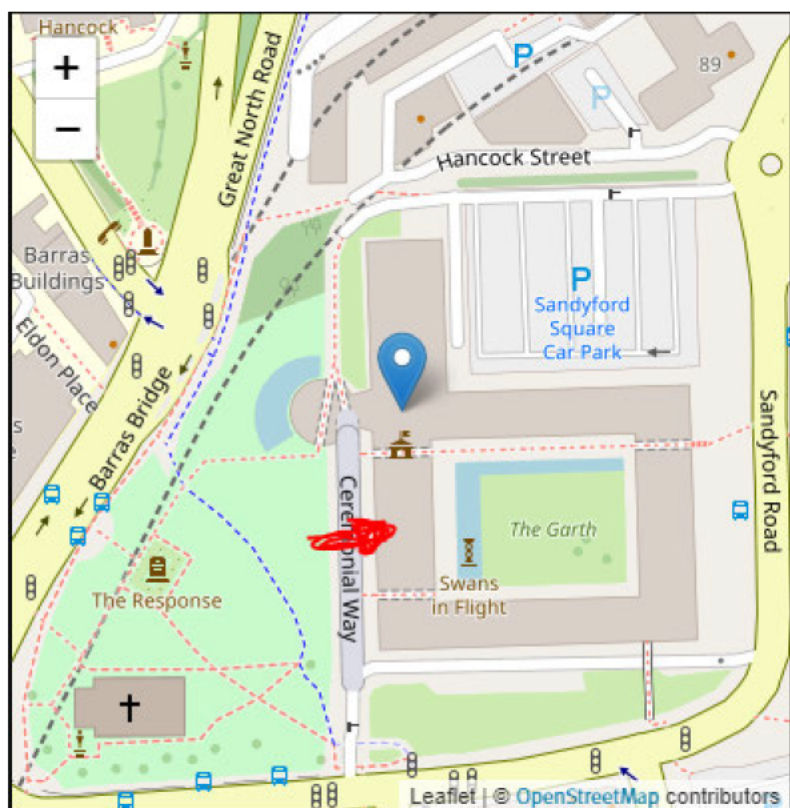 Hancock
+
−
Great North Road
P
89
P
Hancock Street
Barras
Buildings
P
Sandyford
Square
Car Park
Eldon Place
Barras Bridge
Sandyford Road
Ceremonial Way
The Garth
Swans
in Flight
The Response
Leaflet | © OpenStreetMap contributors